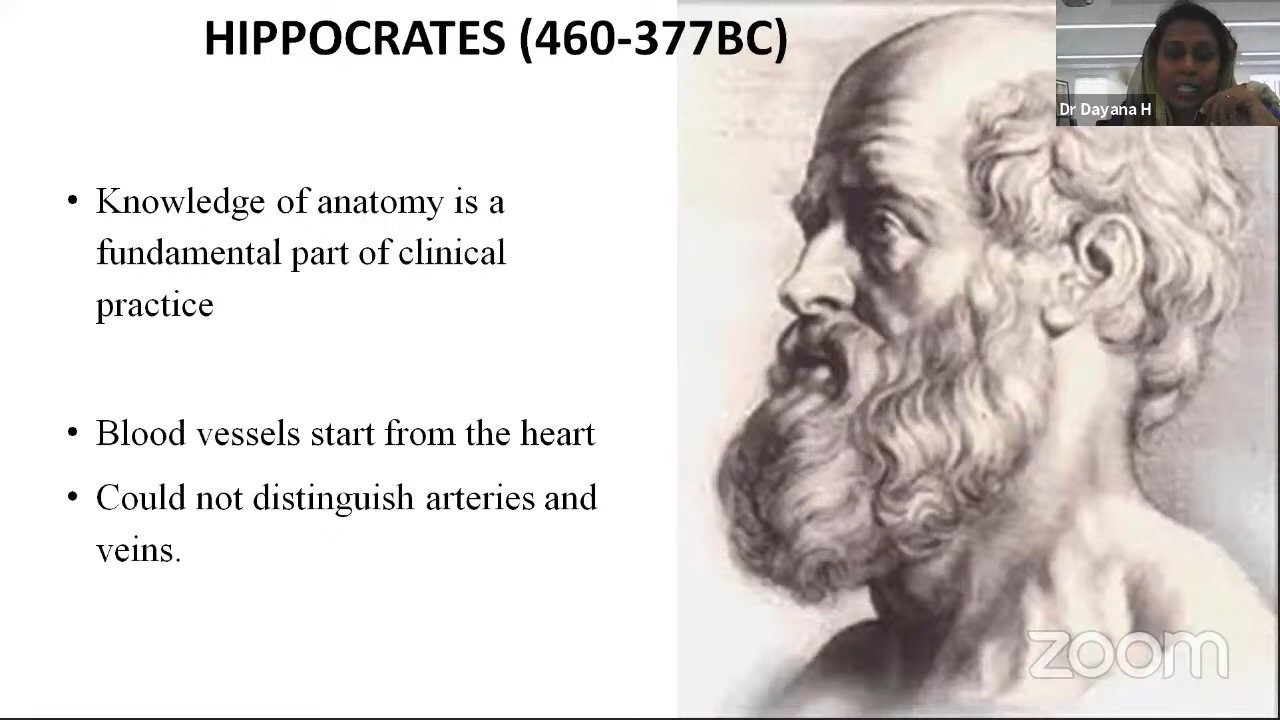 HIPPOCRATES (460-377BC)
Dr Dayana H
• Knowledge of anatomy is a
fundamental part of clinical
practice
• Blood vessels start from the heart
• Could not distinguish arteries and
veins.
zoom